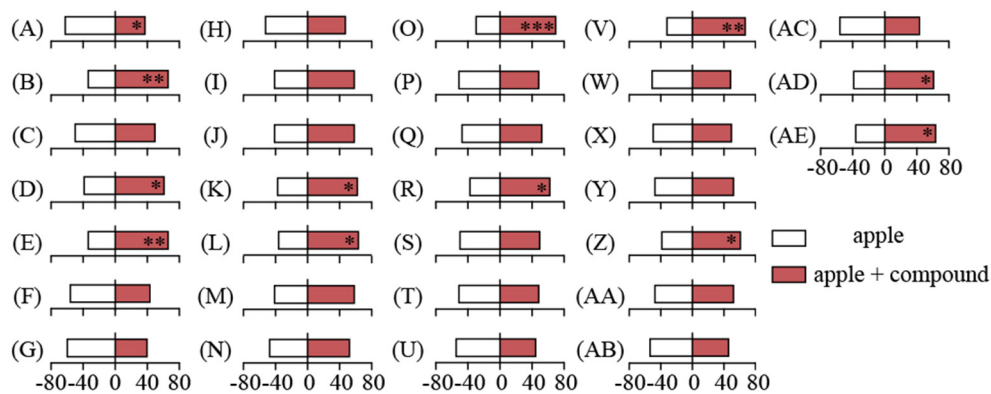 (A) * (H) (O) *** (V) ** (AC)
(B) ** (I) (P) (W) (AD) *
(C) (J) (Q) (X) (AE) *
-80 -40 0 40 80
(D) * (K) * (R) * (Y)
(E) ** (L) * (S) (Z) * apple
(F) (M) (T) (AA) apple + compound
(G) (N) (U) (AB)
-80 -40 0 40 80 -80 -40 0 40 80 -80 -40 0 40 80 -80 -40 0 40 80